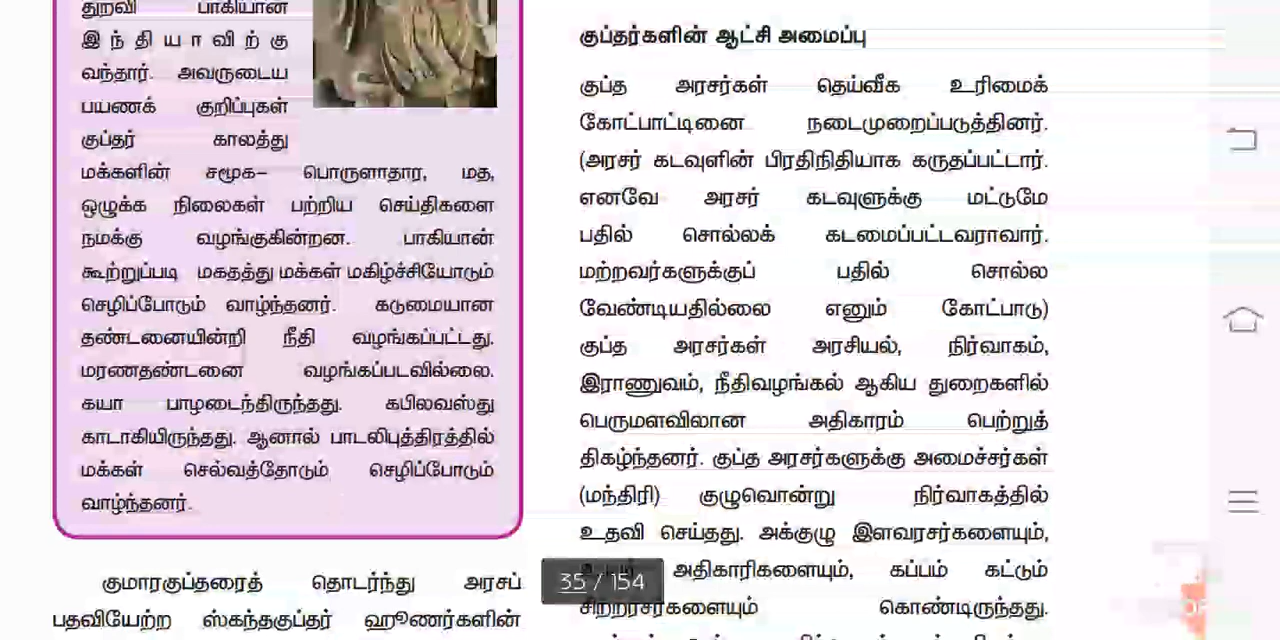 துறவி பாகியான்
இந்தியாவிற்கு
வந்தார். அவருடைய
பயணக் குறிப்புகள்
குப்தர் காலத்து
மக்களின் சமூக– பொருளாதார, மத,
ஒழுக்க நிலைகள் பற்றிய செய்திகளை
நமக்கு வழங்குகின்றன. பாகியான்
கூற்றுப்படி மகதத்து மக்கள் மகிழ்ச்சியோடும்
செழிப்போடும் வாழ்ந்தனர். கடுமையான
தண்டனையின்றி நீதி வழங்கப்பட்டது.
மரணதண்டனை வழங்கப்படவில்லை.
கயா பாழடைந்திருந்தது. கபிலவஸ்து
காடாகியிருந்தது. ஆனால் பாடலிபுத்திரத்தில்
மக்கள் செல்வத்தோடும் செழிப்போடும்
வாழ்ந்தனர்.
குமாரகுப்தரைத் தொடர்ந்து அரசப்
பதவியேற்ற ஸ்கந்தகுப்தர் ஹூணர்களின்
குப்தர்களின் ஆட்சி அமைப்பு
குப்த அரசர்கள் தெய்வீக உரிமைக்
கோட்பாட்டினை நடைமுறைப்படுத்தினர்.
(அரசர் கடவுளின் பிரதிநிதியாக கருதப்பட்டார்.
எனவே அரசர் கடவுளுக்கு மட்டுமே
பதில் சொல்லக் கடமைப்பட்டவராவார்.
மற்றவர்களுக்குப் பதில் சொல்ல
வேண்டியதில்லை எனும் கோட்பாடு)
குப்த அரசர்கள் அரசியல், நிர்வாகம்,
இராணுவம், நீதிவழங்கல் ஆகிய துறைகளில்
பெருமளவிலான அதிகாரம் பெற்றுத்
திகழ்ந்தனர். குப்த அரசர்களுக்கு அமைச்சர்கள்
(மந்திரி) குழுவொன்று நிர்வாகத்தில்
உதவி செய்தது. அக்குழு இளவரசர்களையும்,
அதிகாரிகளையும், கப்பம் கட்டும்
சிற்றரசர்களையும் கொண்டிருந்தது.
35 / 154